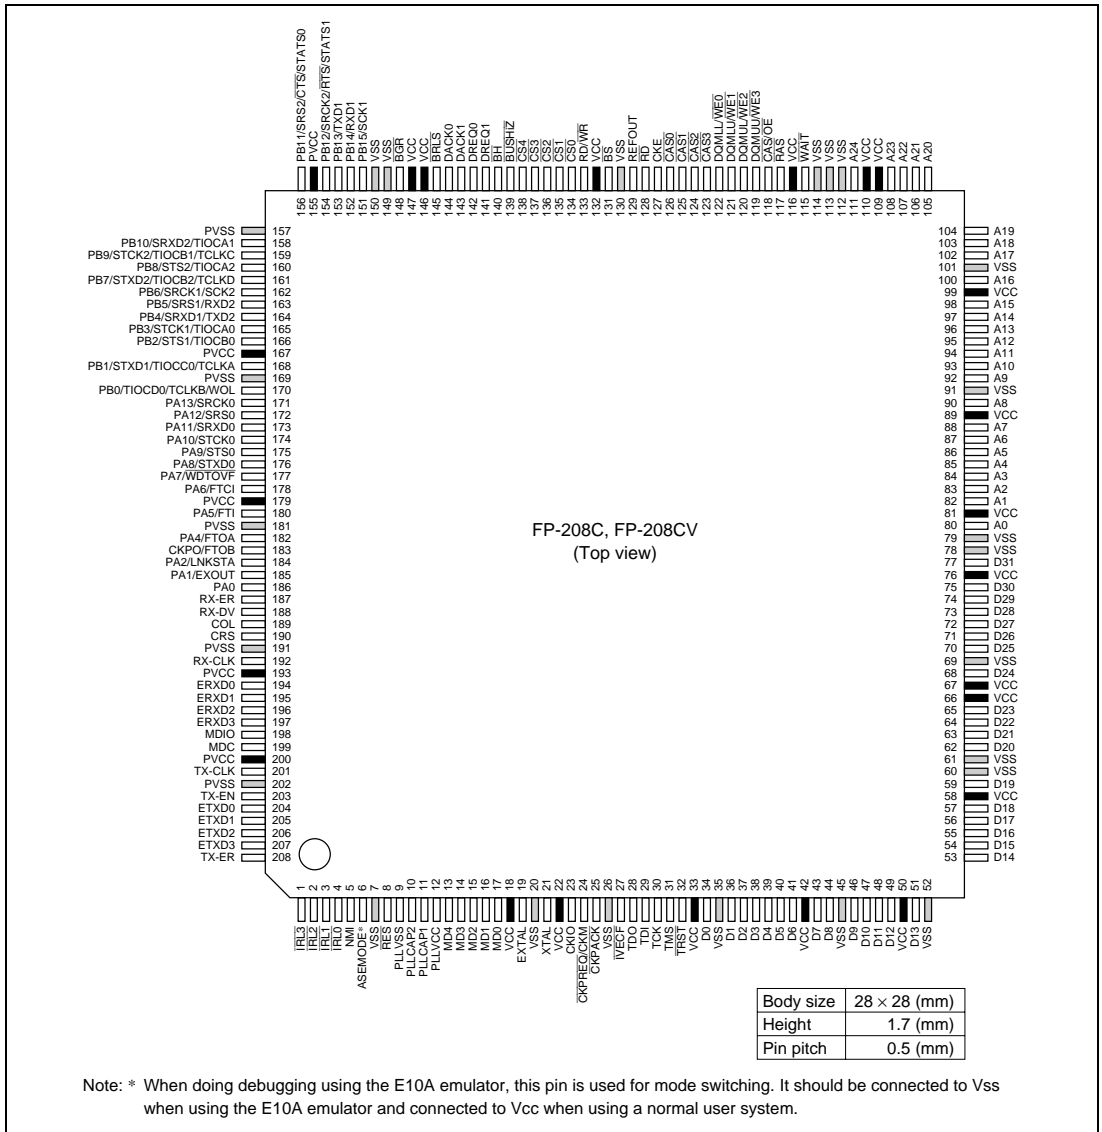 PB11/SRS2/CTS/STATS0
PVCC
PB12/SRCK2/RTS/STATS1
PB13/TXD1
PB14/RXD1
PB15/SCK1
VSS
VSS
BGR
VCC
VCC
BRLS
DACK0
DACK1
DREQ0
DREQ1
BH
BUSHiZ
CS4
CS3
CS2
CS1
CS0
RD/WR
VCC
BS
VSS
REFOUT
RD
CKE
CAS0
CAS1
CAS2
CAS3
DQMLL/WE0
DQMLU/WE1
DQMUL/WE2
DQMUU/WE3
CAS/OE
RAS
VCC
WAIT
VSS
VSS
VSS
A24
VCC
VCC
A23
A22
A21
A20
156
155
154
153
152
151
150
149
148
147
146
145
144
143
142
141
140
139
138
137
136
135
134
133
132
131
130
129
128
127
126
125
124
123
122
121
120
119
118
117
116
115
114
113
112
111
110
109
108
107
106
105
PVSS 157
PB10/SRXD2/TIOCA1 158
PB9/STCK2/TIOCB1/TCLKC 159
PB8/STS2/TIOCA2 160
PB7/STXD2/TIOCB2/TCLKD 161
PB6/SRCK1/SCK2 162
PB5/SRS1/RXD2 163
PB4/SRXD1/TXD2 164
PB3/STCK1/TIOCA0 165
PB2/STS1/TIOCB0 166
PVCC 167
PB1/STXD1/TIOCC0/TCLKA 168
PVSS 169
PB0/TIOCD0/TCLKB/WOL 170
PA13/SRCK0 171
PA12/SRS0 172
PA11/SRXD0 173
PA10/STCK0 174
PA9/STS0 175
PA8/STXD0 176
PA7/WDTOVF 177
PA6/FTCI 178
PVCC 179
PA5/FTI 180
PVSS 181
PA4/FTOA 182
CKPO/FTOB 183
PA2/LNKSTA 184
PA1/EXOUT 185
PA0 186
RX-ER 187
RX-DV 188
COL 189
CRS 190
PVSS 191
RX-CLK 192
PVCC 193
ERXD0 194
ERXD1 195
ERXD2 196
ERXD3 197
MDIO 198
MDC 199
PVCC 200
TX-CLK 201
PVSS 202
TX-EN 203
ETXD0 204
ETXD1 205
ETXD2 206
ETXD3 207
TX-ER 208
FP-208C, FP-208CV
(Top view)
104 A19
103 A18
102 A17
101 VSS
100 A16
99 VCC
98 A15
97 A14
96 A13
95 A12
94 A11
93 A10
92 A9
91 VSS
90 A8
89 VCC
88 A7
87 A6
86 A5
85 A4
84 A3
83 A2
82 A1
81 VCC
80 A0
79 VSS
78 VSS
77 D31
76 VCC
75 D30
74 D29
73 D28
72 D27
71 D26
70 D25
69 VSS
68 D24
67 VCC
66 VCC
65 D23
64 D22
63 D21
62 D20
61 VSS
60 VSS
59 D19
58 VCC
57 D18
56 D17
55 D16
54 D15
53 D14
1
2
3
4
5
6
7
8
9
10
11
12
13
14
15
16
17
18
19
20
21
22
23
24
25
26
27
28
29
30
31
32
33
34
35
36
37
38
39
40
41
42
43
44
45
46
47
48
49
50
51
52
IRL3
IRL2
IRL1
IRL0
NMI
ASEMODE*
VSS
RES
PLLVSS
PLLCAP2
PLLCAP1
PLLVCC
MD4
MD3
MD2
MD1
MD0
VCC
EXTAL
VSS
XTAL
VCC
CKIO
CKPREQ/CKM
CKPACK
VSS
IVECF
TDO
TDI
TCK
TMS
TRST
VCC
D0
VSS
D1
D2
D3
D4
D5
D6
VCC
D7
D8
VSS
D9
D10
D11
D12
VCC
D13
VSS
Body size 28 × 28 (mm)
Height 1.7 (mm)
Pin pitch 0.5 (mm)
Note: * When doing debugging using the E10A emulator, this pin is used for mode switching. It should be connected to Vss
when using the E10A emulator and connected to Vcc when using a normal user system.